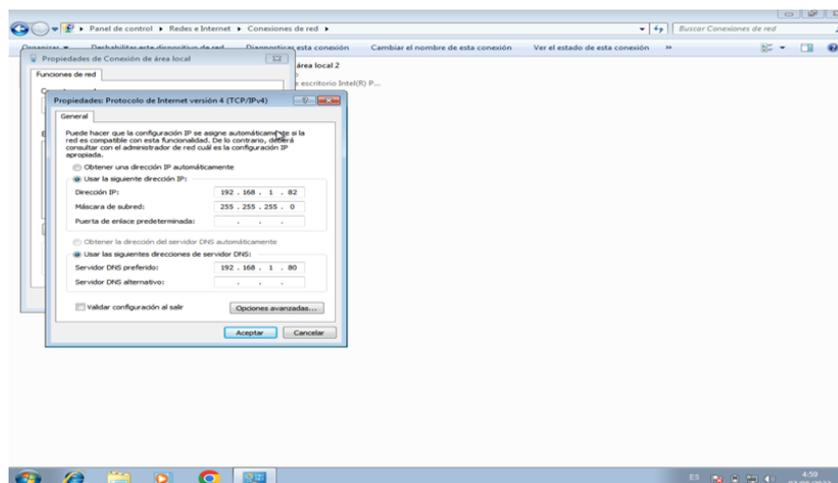 Panel de control ▸ Redes e Internet ▸ Conexiones de red ▸
Buscar Conexiones de red
Organizar
Deshabilitar este dispositivo de red
Diagnosticar esta conexión
Cambiar el nombre de esta conexión
Ver el estado de esta conexión
»
Propiedades de Conexión de área local
Funciones de red
área local 2
escritorio Intel(R) P...
Propiedades: Protocolo de Internet versión 4 (TCP/IPv4)
General
Puede hacer que la configuración IP se asigne automáticamente si la
red es compatible con esta funcionalidad. De lo contrario, deberá
consultar con el administrador de red cuál es la configuración IP
apropiada.
Obtener una dirección IP automáticamente
Usar la siguiente dirección IP:
Dirección IP: 192 . 168 . 1 . 82
Máscara de subred: 255 . 255 . 255 . 0
Puerta de enlace predeterminada: . . .
Obtener la dirección del servidor DNS automáticamente
Usar las siguientes direcciones de servidor DNS:
Servidor DNS preferido: 192 . 168 . 1 . 80
Servidor DNS alternativo: . . .
Validar configuración al salir
Opciones avanzadas...
Aceptar
Cancelar
ES
4:59